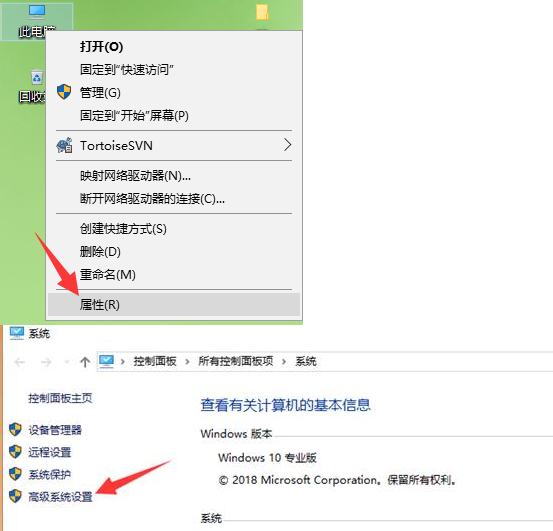 此电脑
打开(O)
固定到"快速访问"
管理(G)
固定到"开始"屏幕(P)
回收
TortoiseSVN
映射网络驱动器(N)...
断开网络驱动器的连接(C)...
创建快捷方式(S)
删除(D)
重命名(M)
属性(R)
系统
控制面板 › 所有控制面板项 › 系统
控制面板主页
设备管理器
远程设置
系统保护
高级系统设置
查看有关计算机的基本信息
Windows 版本
Windows 10 专业版
© 2018 Microsoft Corporation。保留所有权利。
系统